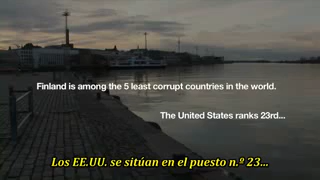 Finland is among the 5 least corrupt countries in the world.
The United States ranks 23rd...
Los EE.UU. se sitúan en el puesto n.º 23...